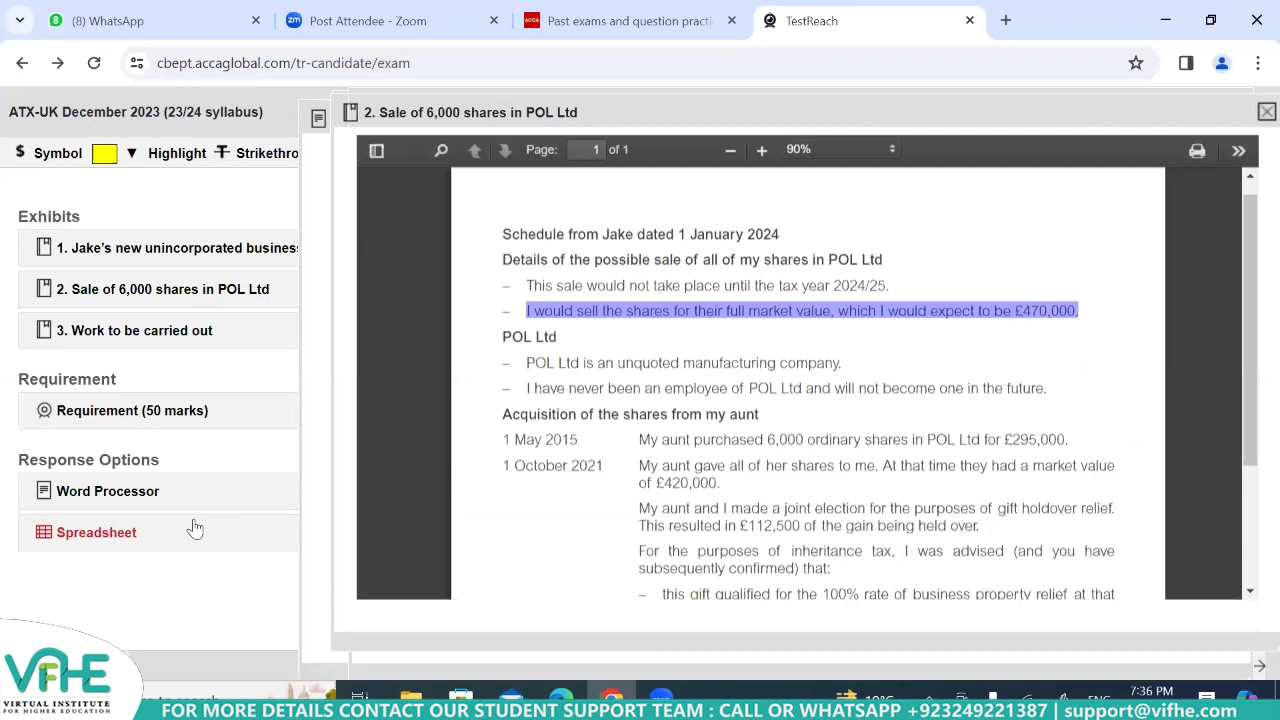 (8) WhatsApp
Post Attendee - Zoom
ACCA
Past exams and question practi
TestReach
cbept.accaglobal.com/tr-candidate/exam
ATX-UK December 2023 (23/24 syllabus)
2. Sale of 6,000 shares in POL Ltd
$ Symbol
Highlight
T Strikethro
Page: 1 of 1
90%
Exhibits
1. Jake's new unincorporated business
2. Sale of 6,000 shares in POL Ltd
3. Work to be carried out
Requirement
Requirement (50 marks)
Response Options
Word Processor
Spreadsheet
Schedule from Jake dated 1 January 2024
Details of the possible sale of all of my shares in POL Ltd
– This sale would not take place until the tax year 2024/25.
– I would sell the shares for their full market value, which I would expect to be £470,000.
POL Ltd
– POL Ltd is an unquoted manufacturing company.
– I have never been an employee of POL Ltd and will not become one in the future.
Acquisition of the shares from my aunt
1 May 2015 My aunt purchased 6,000 ordinary shares in POL Ltd for £295,000.
1 October 2021 My aunt gave all of her shares to me. At that time they had a market value
of £420,000.
My aunt and I made a joint election for the purposes of gift holdover relief.
This resulted in £112,500 of the gain being held over.
For the purposes of inheritance tax, I was advised (and you have
subsequently confirmed) that:
– this gift qualified for the 100% rate of business property relief at that
7:36 PM
VFHE
VIRTUAL INSTITUTE
FOR HIGHER EDUCATION
FOR MORE DETAILS CONTACT OUR STUDENT SUPPORT TEAM : CALL OR WHATSAPP +923249221387 | support@vifhe.com